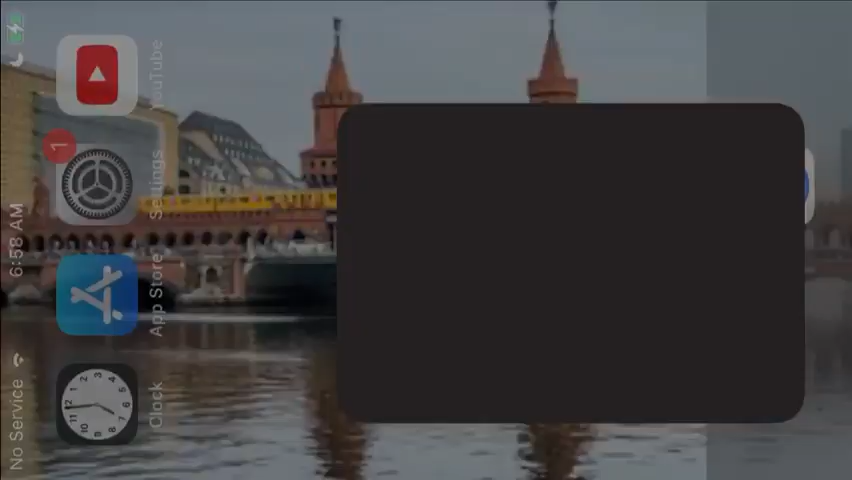 No Service
6:58 AM
Clock
App Store
Settings
1
YouTube